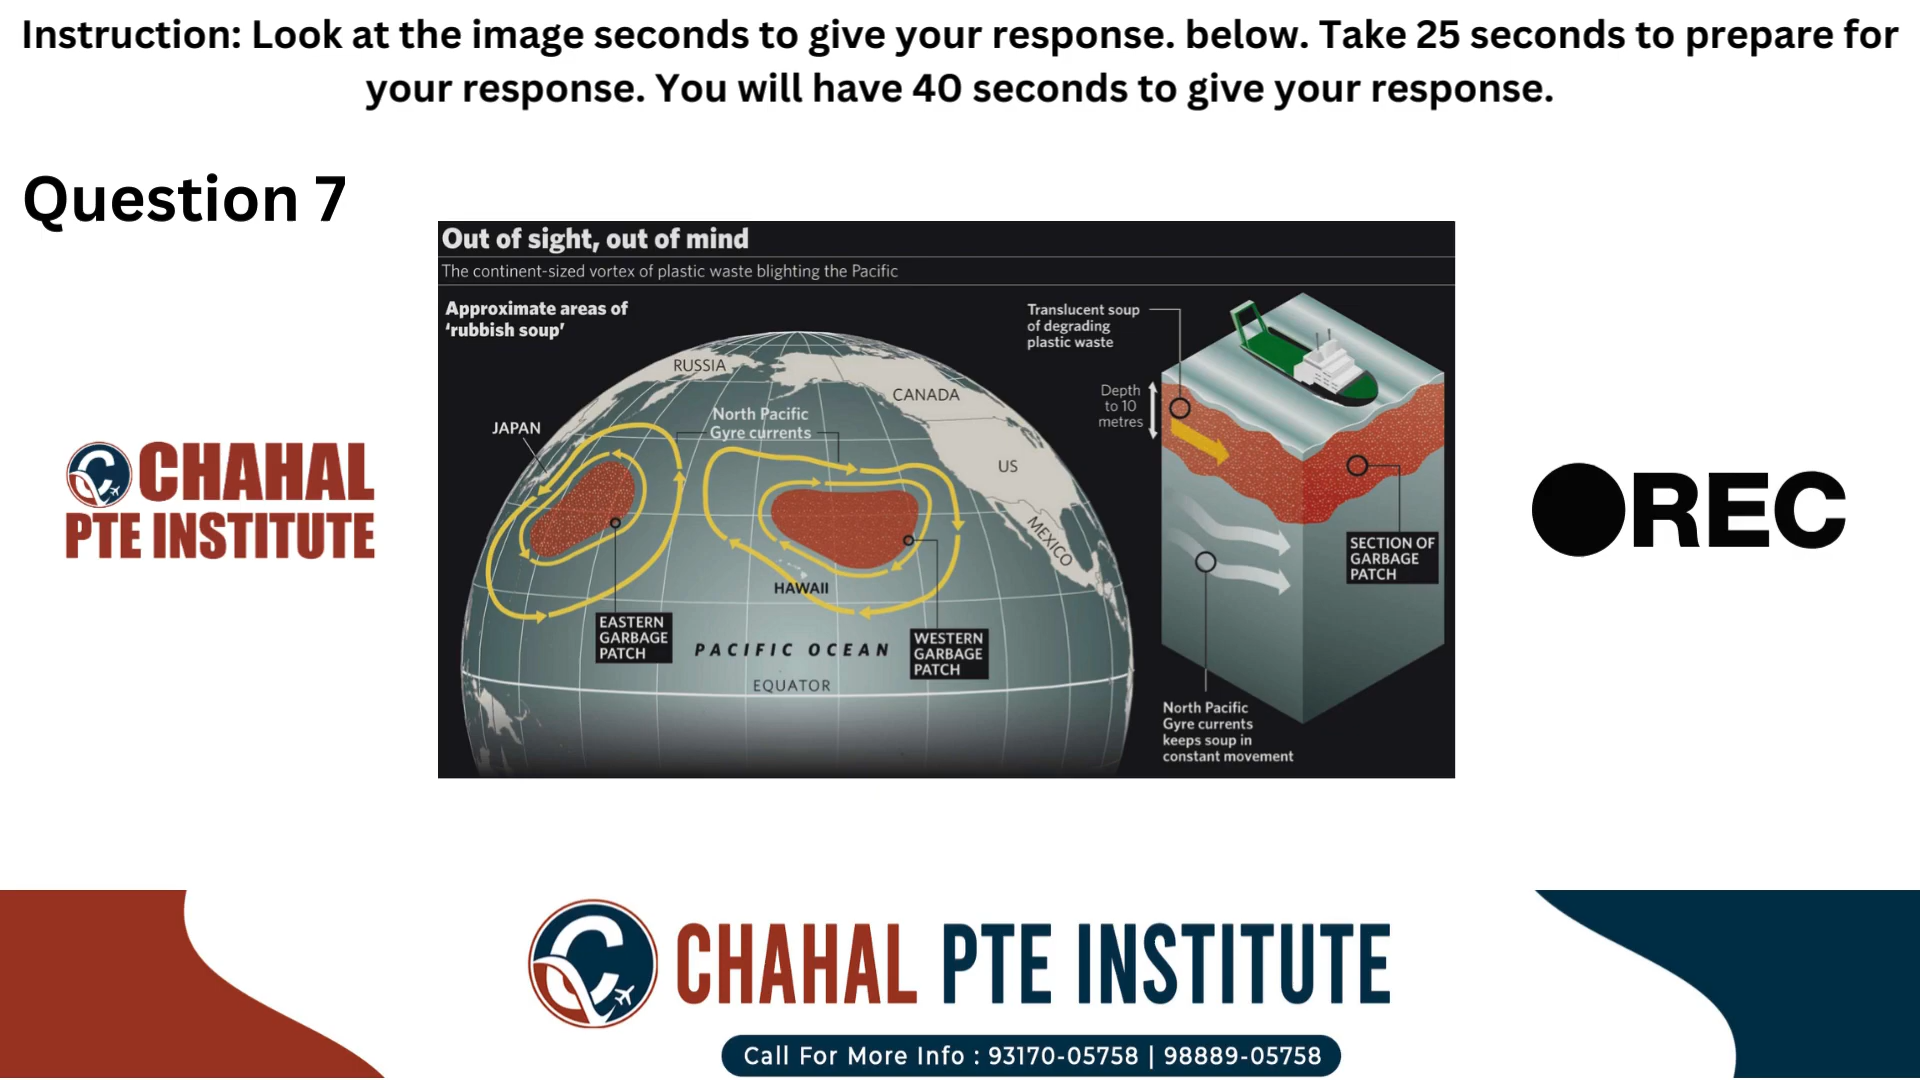 Instruction: Look at the image seconds to give your response. below. Take 25 seconds to prepare for
your response. You will have 40 seconds to give your response.
Question 7
Out of sight, out of mind
The continent-sized vortex of plastic waste blighting the Pacific
Approximate areas of
‘rubbish soup’
RUSSIA
CANADA
JAPAN
North Pacific
Gyre currents
US
MEXICO
HAWAII
EASTERN
GARBAGE
PATCH
PACIFIC OCEAN
WESTERN
GARBAGE
PATCH
EQUATOR
Translucent soup
of degrading
plastic waste
Depth
to 10
metres
SECTION OF
GARBAGE
PATCH
North Pacific
Gyre currents
keeps soup in
constant movement
CHAHAL
PTE INSTITUTE
REC
CHAHAL PTE INSTITUTE
Call For More Info : 93170-05758 | 98889-05758